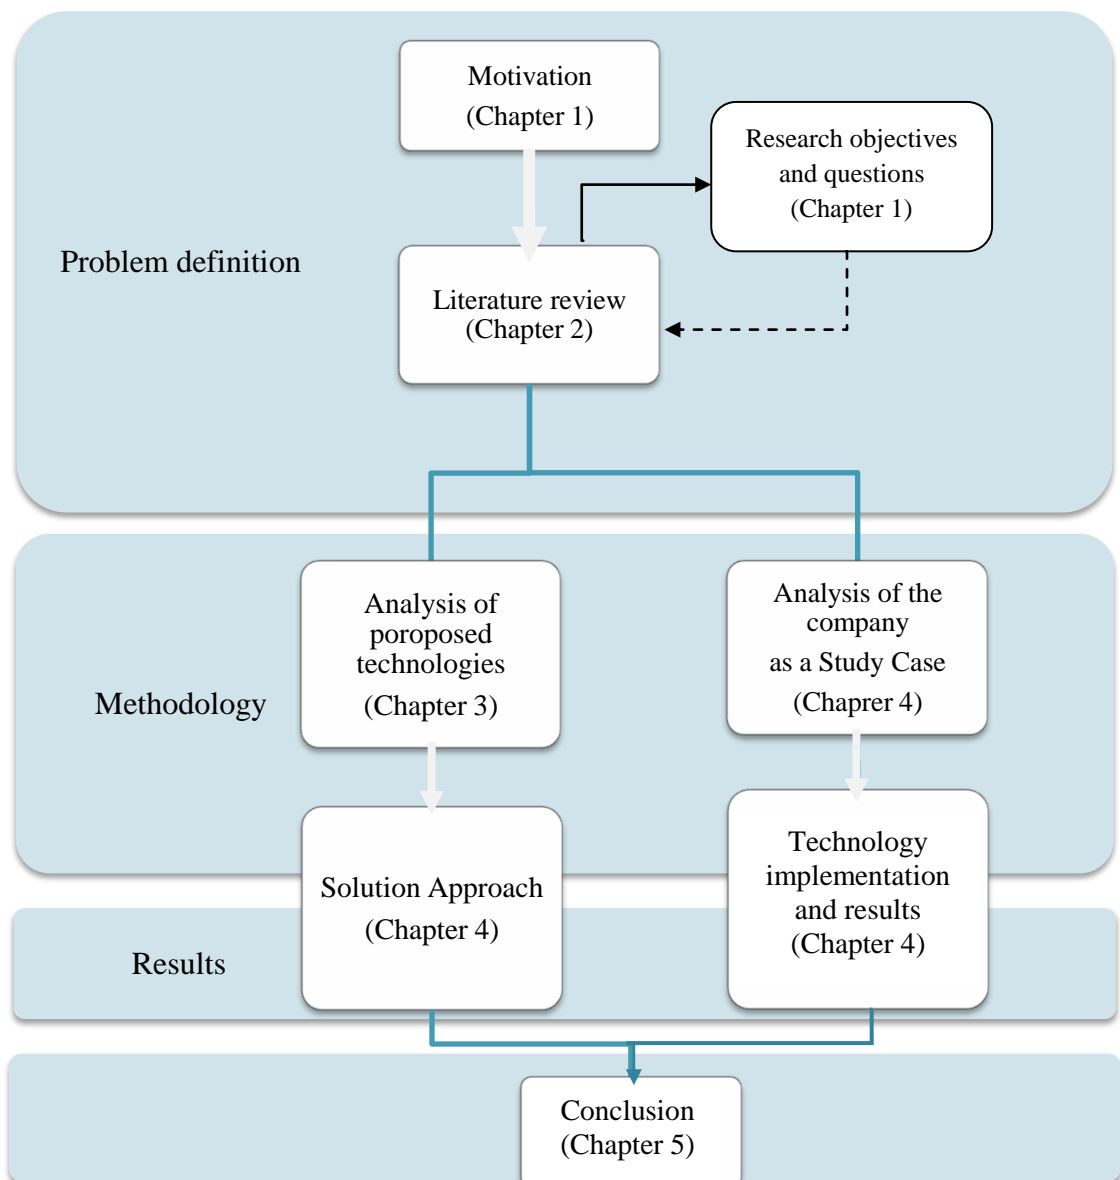 Motivation
(Chapter 1)
Research objectives
and questions
(Chapter 1)
Problem definition
Literature review
(Chapter 2)
Analysis of
poroposed
technologies
(Chapter 3)
Analysis of the
company
as a Study Case
(Chaprer 4)
Methodology
Solution Approach
(Chapter 4)
Technology
implementation
and results
(Chapter 4)
Results
Conclusion
(Chapter 5)